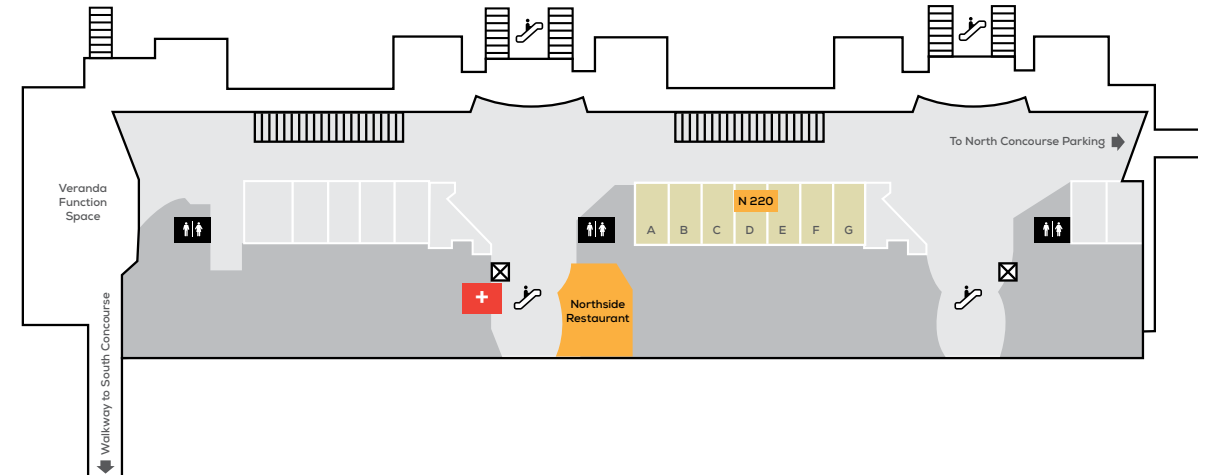 To North Concourse Parking
Veranda
Function
Space
N 220
A B C D E F G
Northside
Restaurant
Walkway to South Concourse